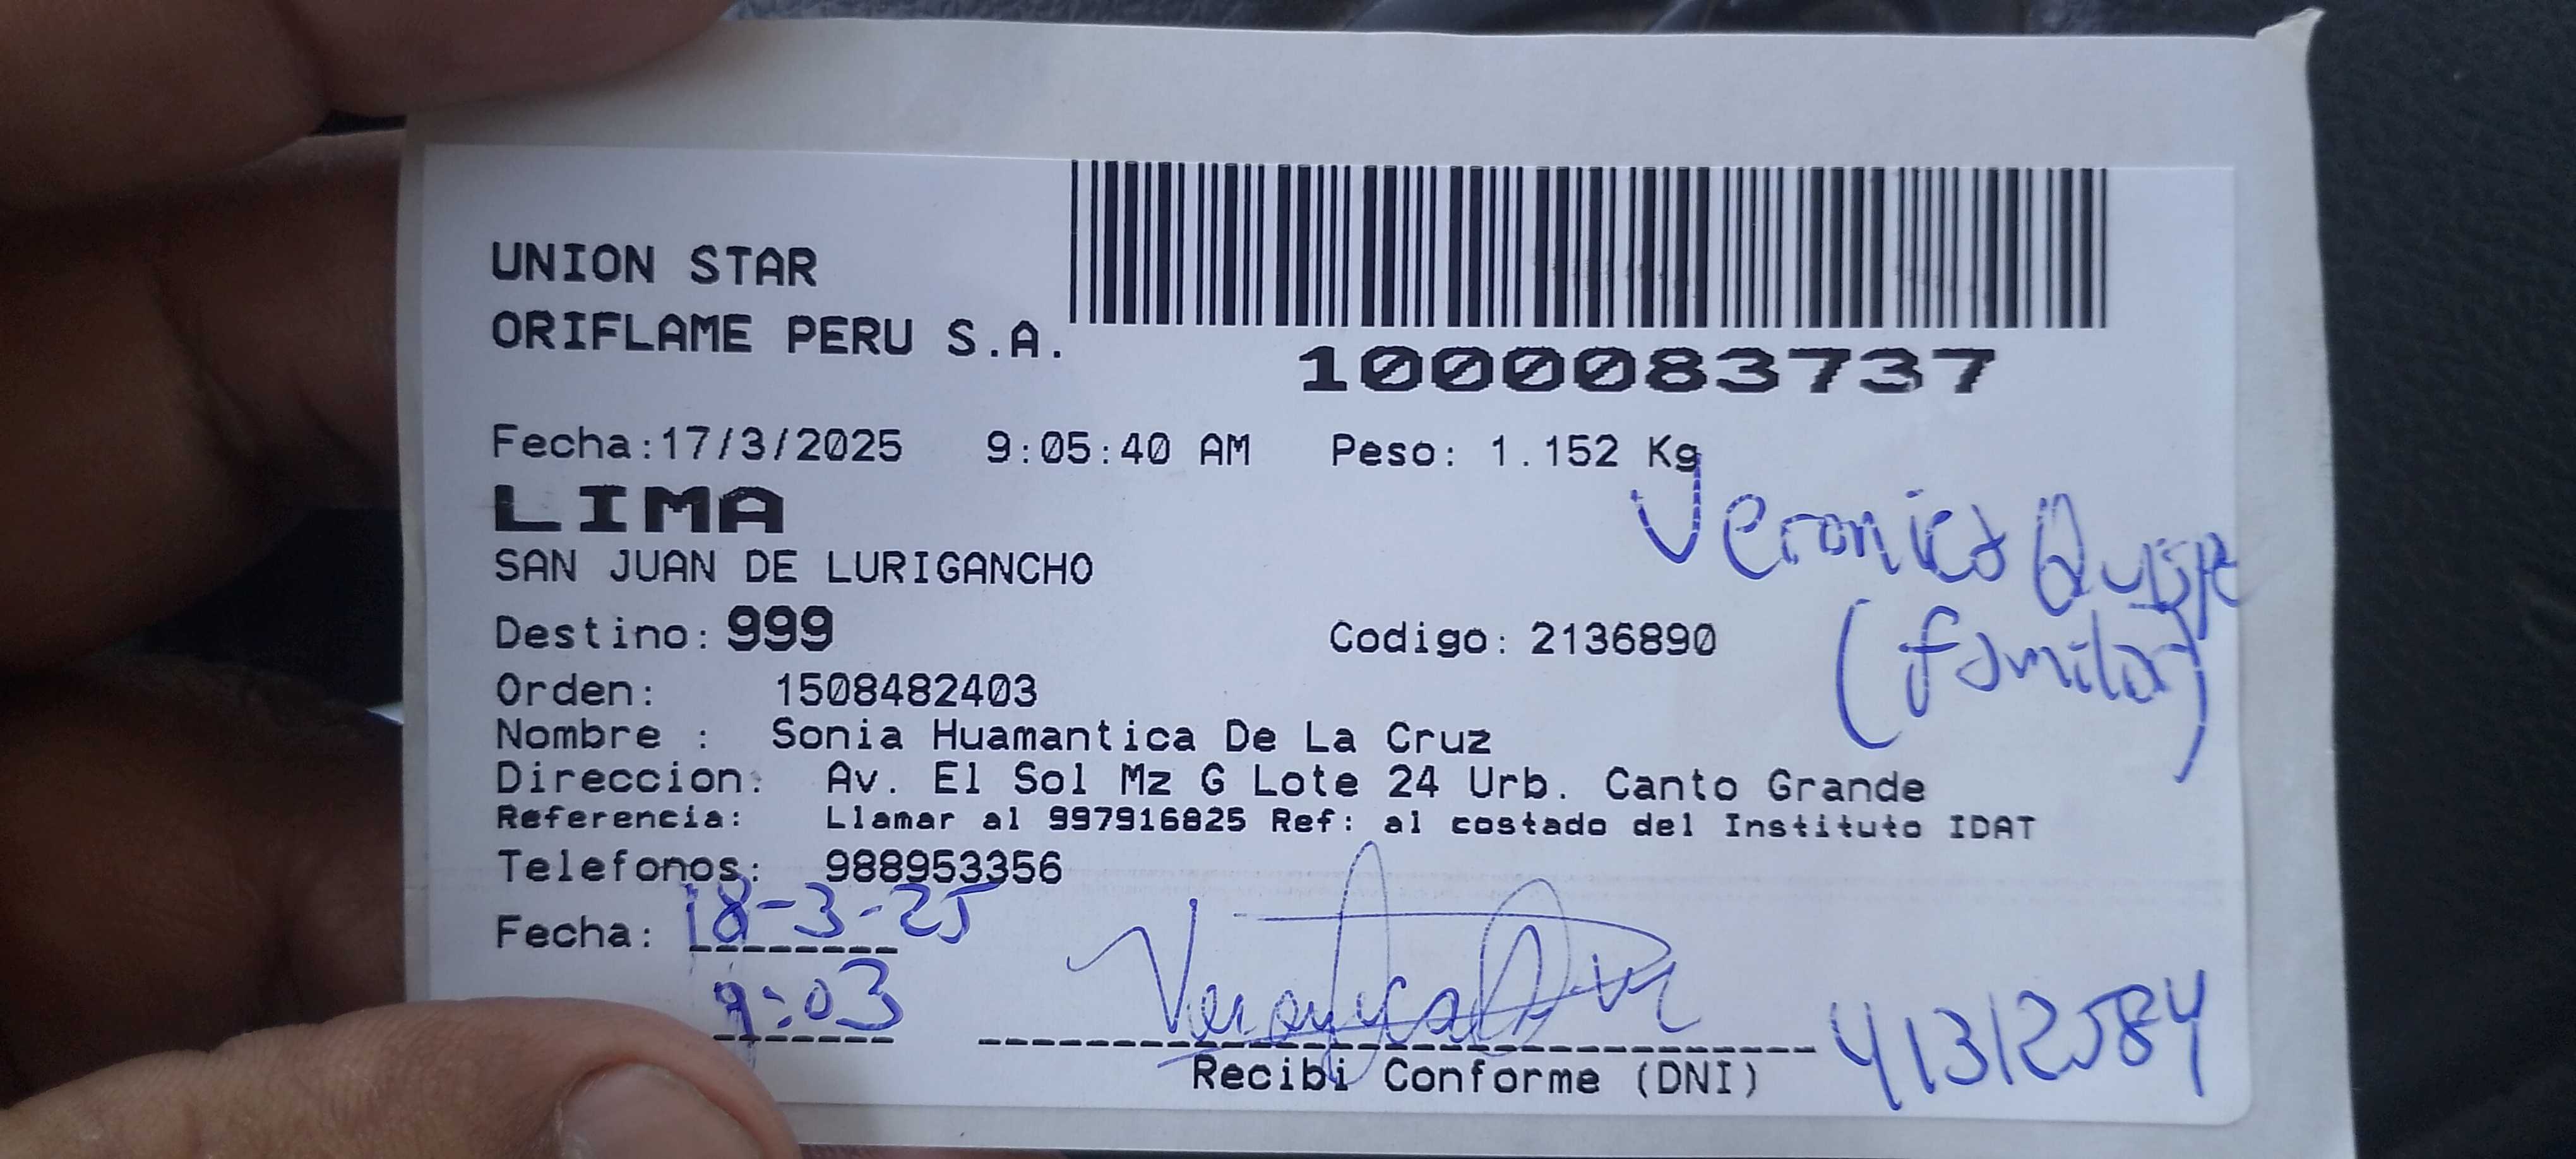 UNION STAR
ORIFLAME PERU S.A.
1000083737
Fecha:17/3/2025 9:05:40 AM Peso: 1.152 Kg
LIMA
SAN JUAN DE LURIGANCHO
Veronica Quispe
(familiar)
Destino: 999 Codigo: 2136890
Orden: 1508482403
Nombre : Sonia Huamantica De La Cruz
Direccion: Av. El Sol Mz G Lote 24 Urb. Canto Grande
Referencia: Llamar al 997916825 Ref: al costado del Instituto IDAT
Telefonos: 988953356
Fecha: 18-3-25
9:03
Recibi Conforme (DNI)
41312584